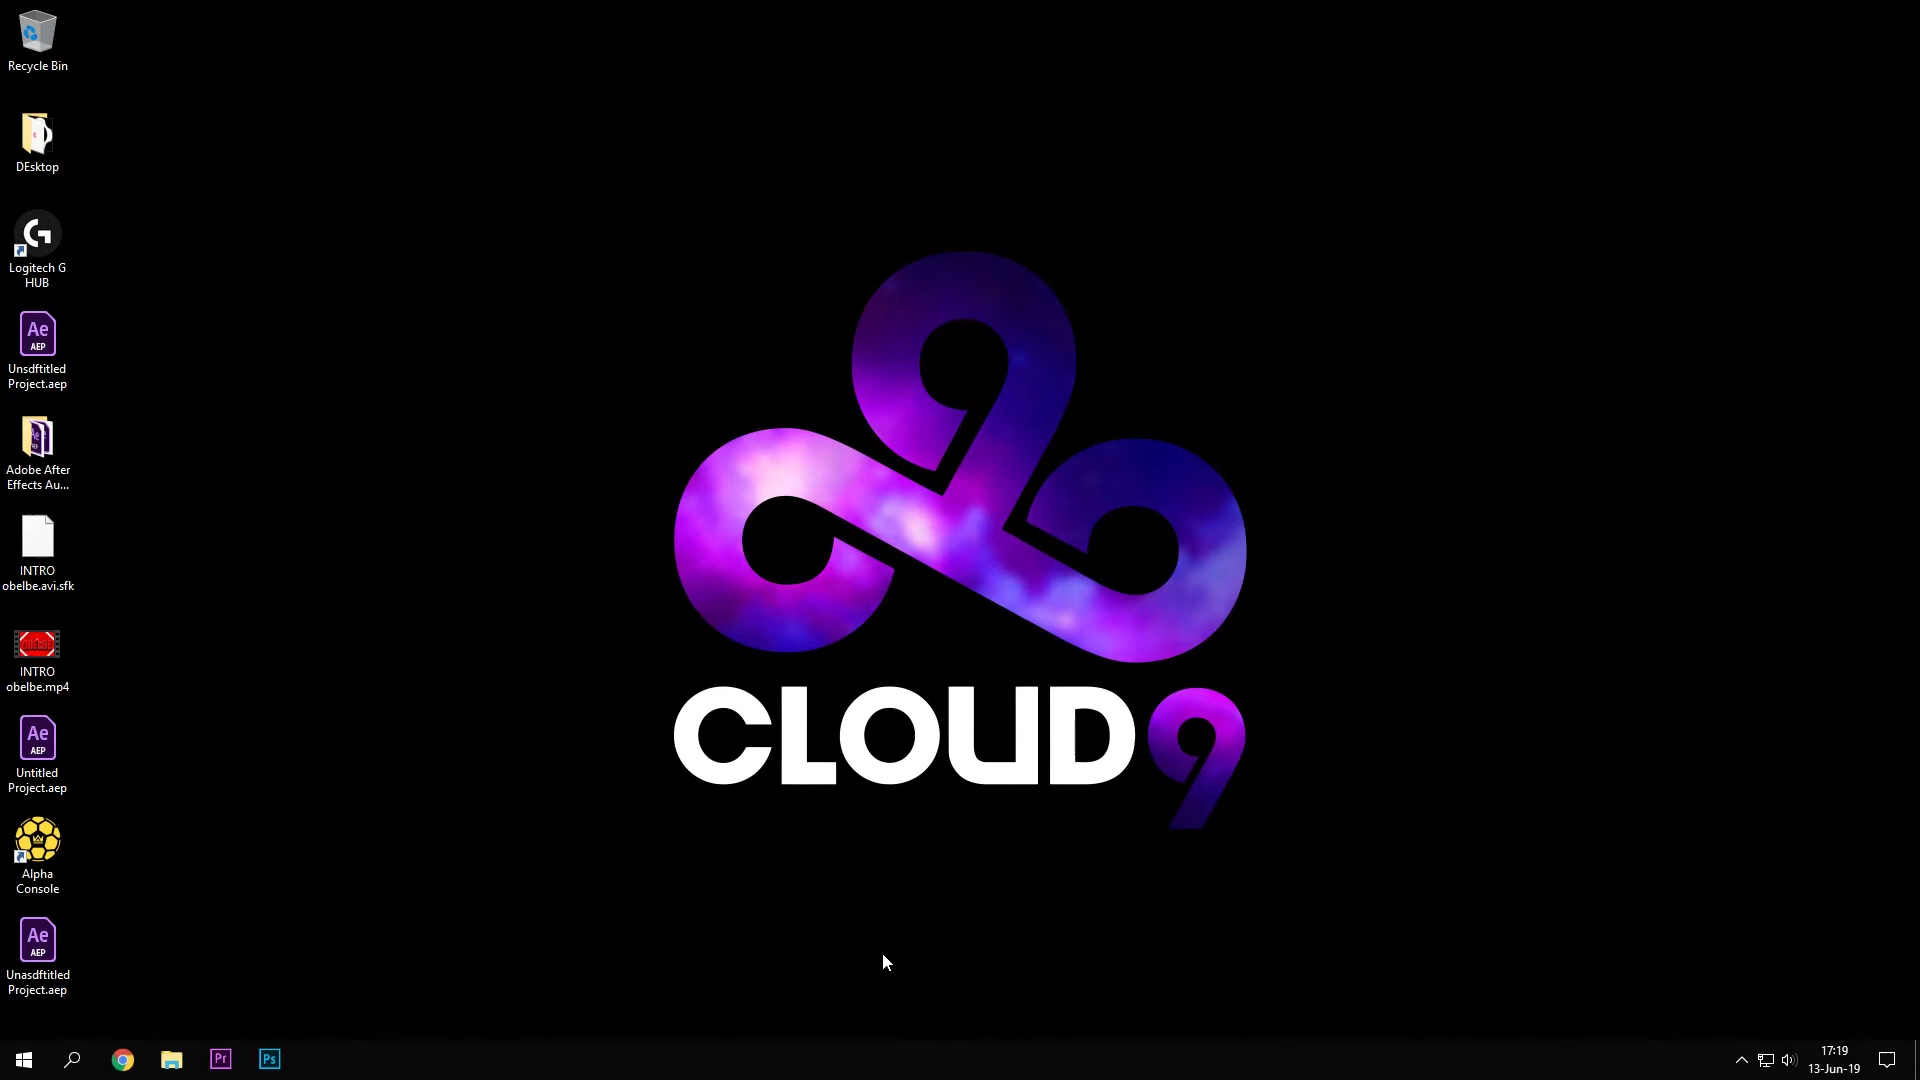 Recycle Bin
DEsktop
Logitech G
HUB
Ae
AEP
Unsdftitled
Project.aep
Adobe After
Effects Au...
INTRO
obelbe.avi.sfk
INTRO
obelbe.mp4
Ae
AEP
Untitled
Project.aep
Alpha
Console
Ae
AEP
Unasdftitled
Project.aep
CLOUD9
Pr
Ps
17:19
13-Jun-19